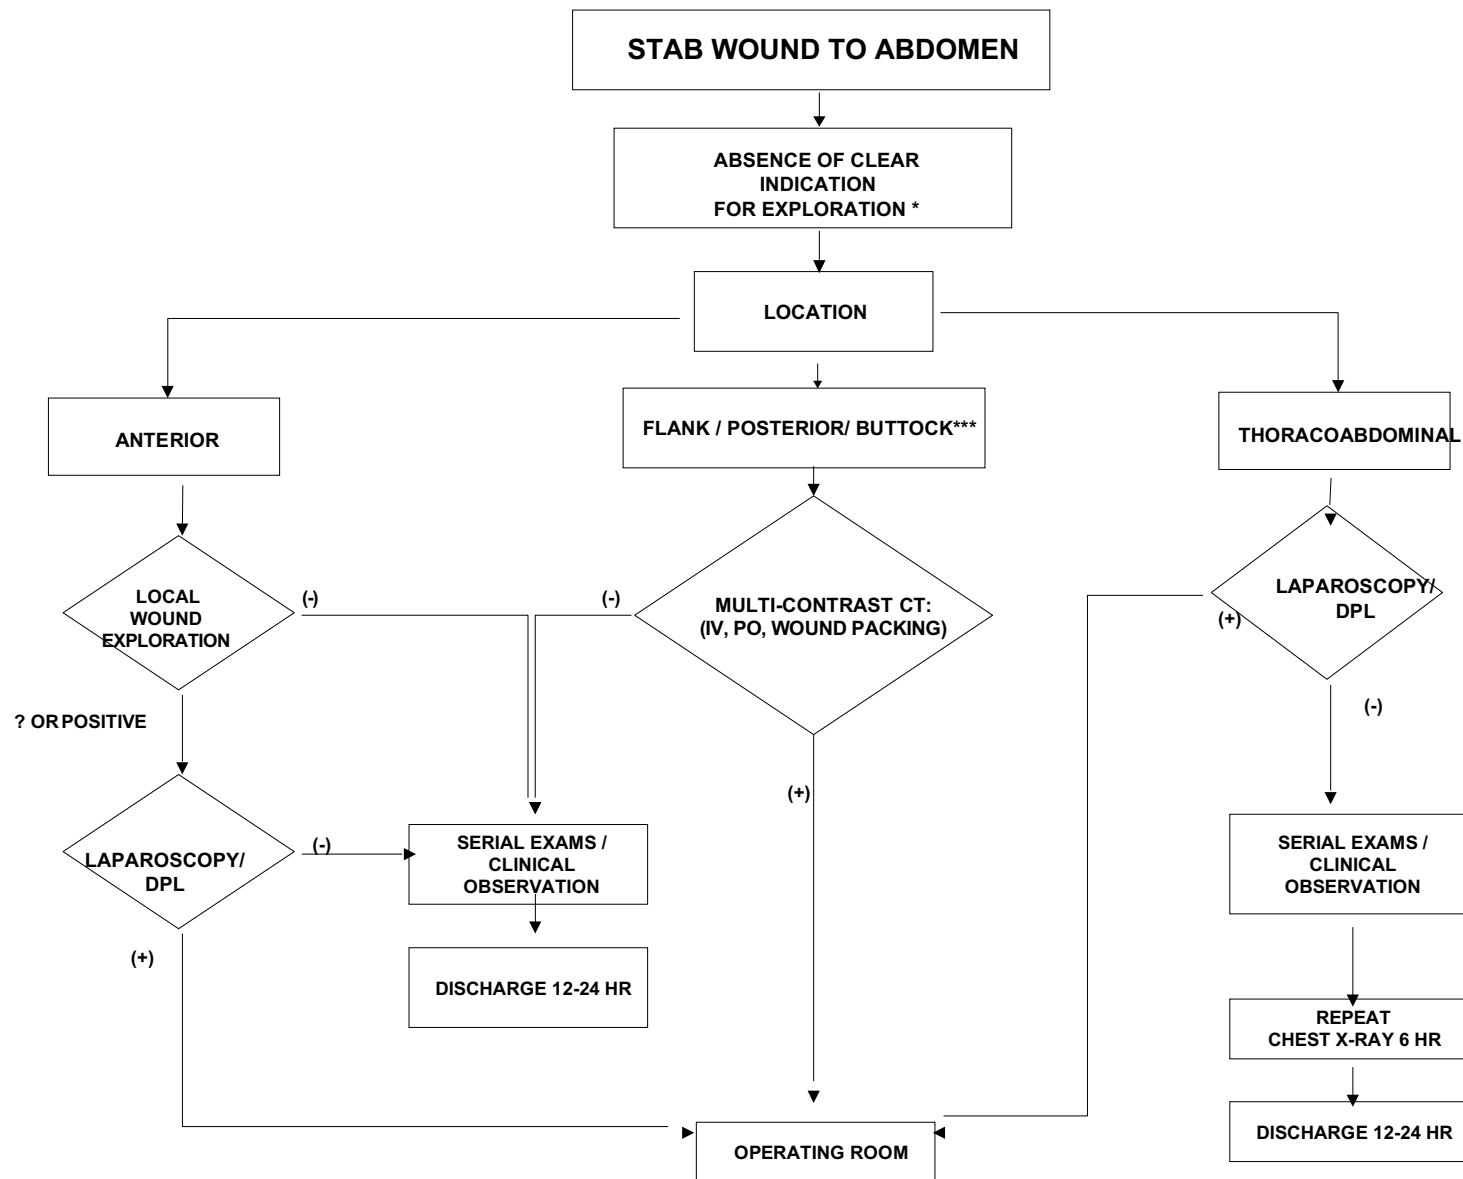 STAB WOUND TO ABDOMEN
ABSENCE OF CLEAR
INDICATION
FOR EXPLORATION *
LOCATION
ANTERIOR
FLANK / POSTERIOR/ BUTTOCK***
THORACOABDOMINAL
LOCAL
WOUND
EXPLORATION
(-)
(-)
MULTI-CONTRAST CT:
(IV, PO, WOUND PACKING)
LAPAROSCOPY/
DPL
(+)
(-)
? OR POSITIVE
(+)
LAPAROSCOPY/
DPL
(-)
(+)
SERIAL EXAMS /
CLINICAL
OBSERVATION
SERIAL EXAMS /
CLINICAL
OBSERVATION
DISCHARGE 12-24 HR
REPEAT
CHEST X-RAY 6 HR
DISCHARGE 12-24 HR
OPERATING ROOM